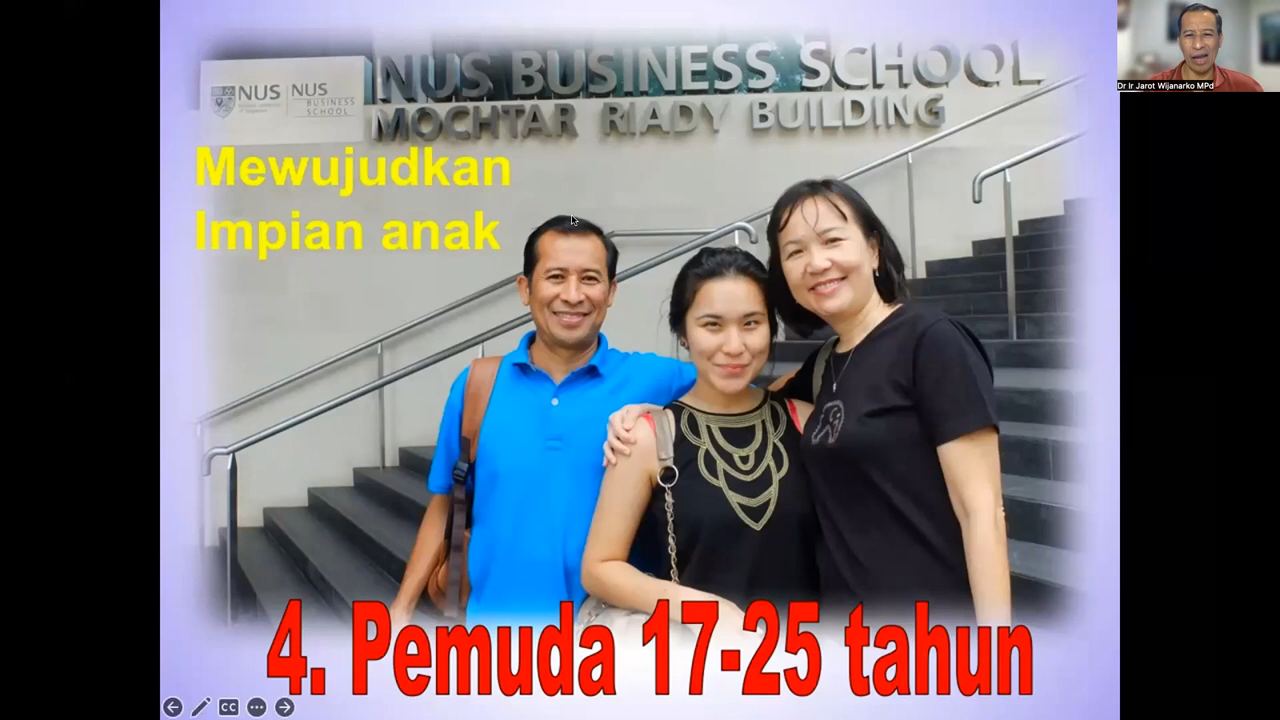 NUS BUSINESS SCHOOL
MOCHTAR RIADY BUILDING
NUS
NUS
BUSINESS
SCHOOL
Mewujudkan
Impian anak
4. Pemuda 17-25 tahun
CC
Dr Ir Jarot Wijanarko MPd